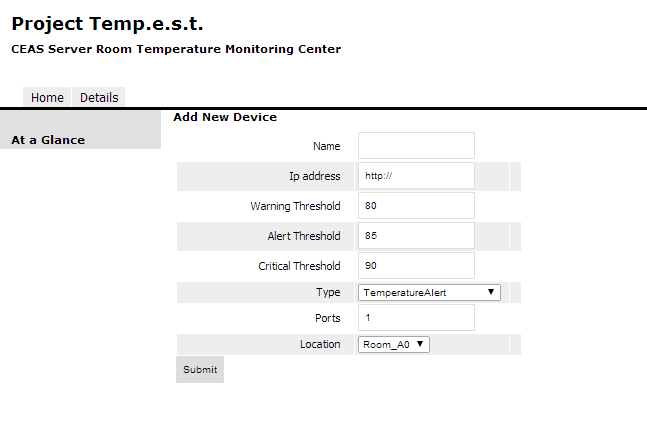 Project Temp.e.s.t.
CEAS Server Room Temperature Monitoring Center
Home Details
At a Glance
Add New Device
Name
Ip address http://
Warning Threshold 80
Alert Threshold 85
Critical Threshold 90
Type TemperatureAlert
Ports 1
Location Room_A0
Submit